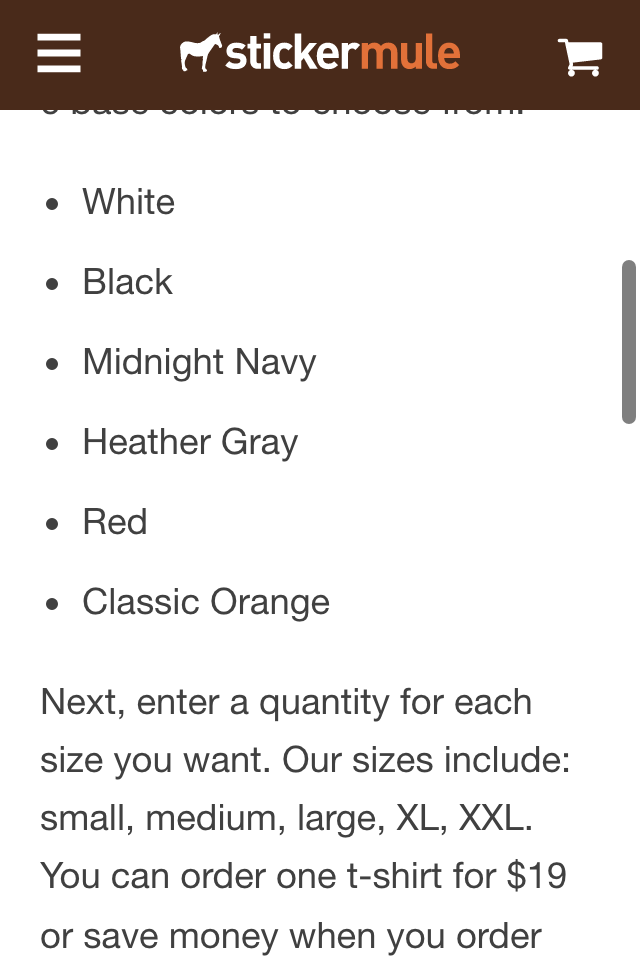 stickermule
White
Black
Midnight Navy
Heather Gray
Red
Classic Orange
Next, enter a quantity for each
size you want. Our sizes include:
small, medium, large, XL, XXL.
You can order one t-shirt for $19
or save money when you order